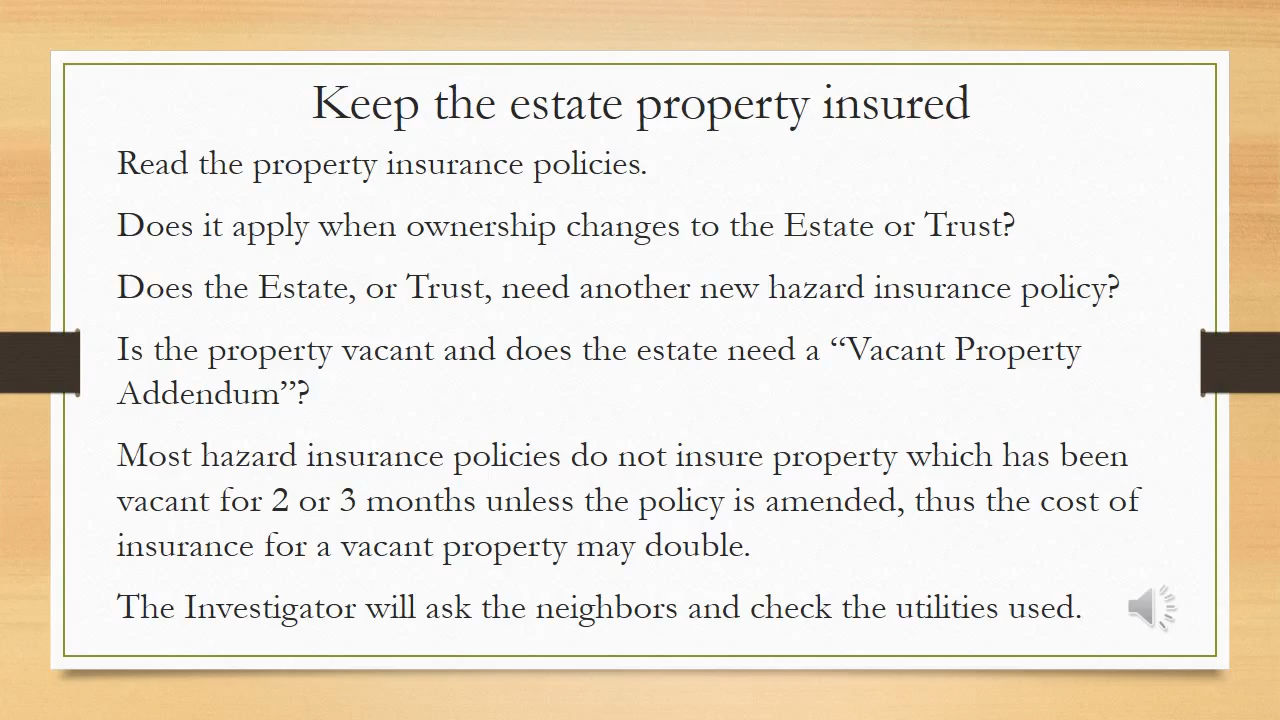 Keep the estate property insured
Read the property insurance policies.
Does it apply when ownership changes to the Estate or Trust?
Does the Estate, or Trust, need another new hazard insurance policy?
Is the property vacant and does the estate need a “Vacant Property
Addendum”?
Most hazard insurance policies do not insure property which has been
vacant for 2 or 3 months unless the policy is amended, thus the cost of
insurance for a vacant property may double.
The Investigator will ask the neighbors and check the utilities used.